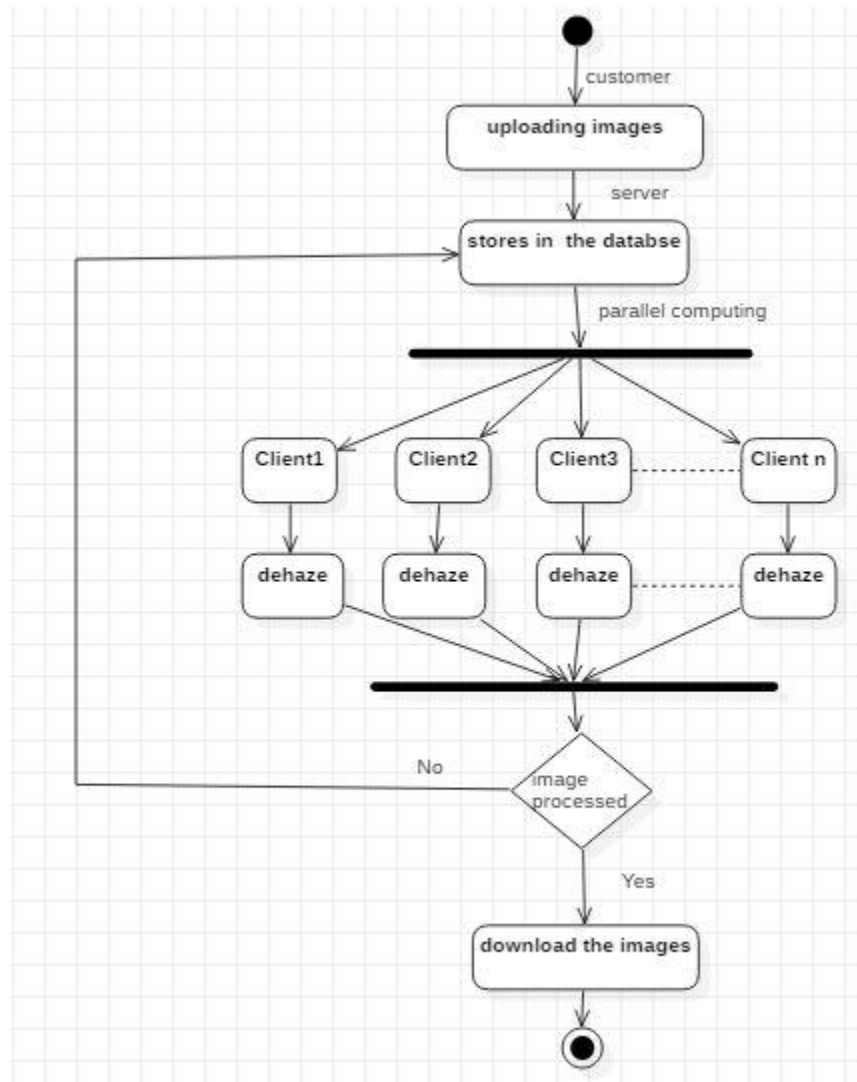 customer
uploading images
server
stores in  the databse
parallel computing
Client1
Client2
Client3
Client n
dehaze
dehaze
dehaze
dehaze
No
image
processed
Yes
download the images